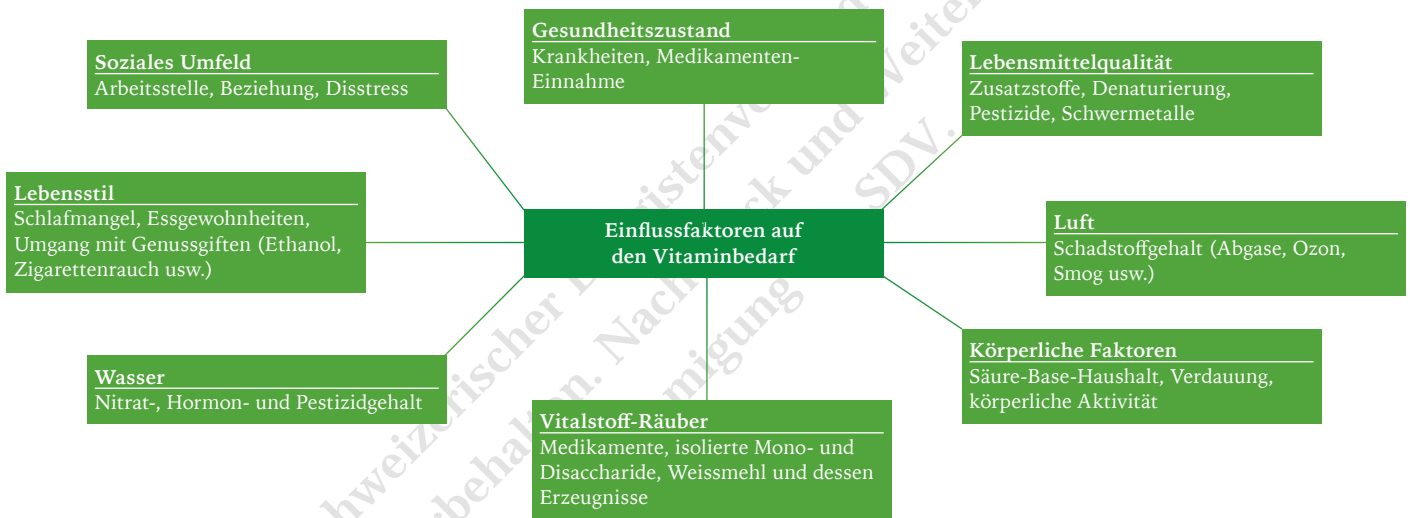 Gesundheitszustand
Krankheiten, Medikamenten-
Einnahme
Soziales Umfeld
Arbeitsstelle, Beziehung, Disstress
Lebensmittelqualität
Zusatzstoffe, Denaturierung,
Pestizide, Schwermetalle
Lebensstil
Schlafmangel, Essgewohnheiten,
Umgang mit Genussgiften (Ethanol,
Zigarettenrauch usw.)
Einflussfaktoren auf
den Vitaminbedarf
Luft
Schadstoffgehalt (Abgase, Ozon,
Smog usw.)
Wasser
Nitrat-, Hormon- und Pestizidgehalt
Körperliche Faktoren
Säure-Base-Haushalt, Verdauung,
körperliche Aktivität
Vitalstoff-Räuber
Medikamente, isolierte Mono- und
Disaccharide, Weissmehl und dessen
Erzeugnisse
und
SDV.